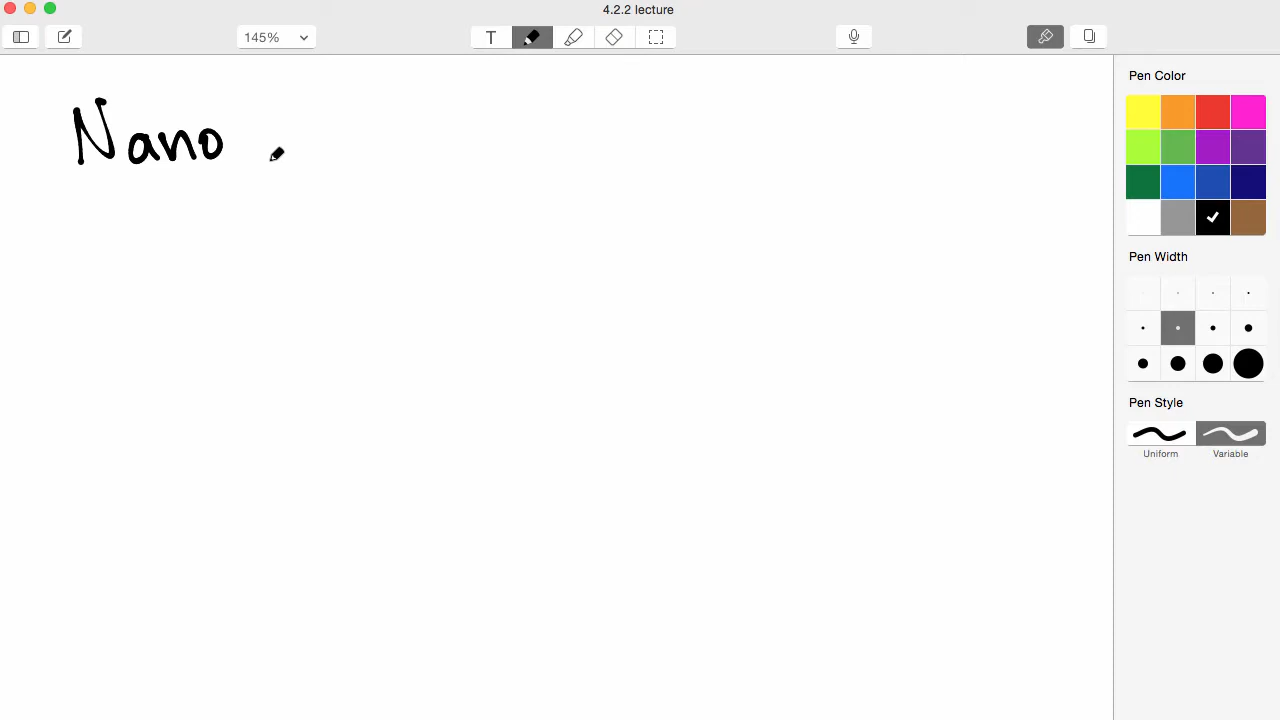 4.2.2 lecture
145%
T
Nano
Pen Color
Pen Width
Pen Style
Uniform
Variable